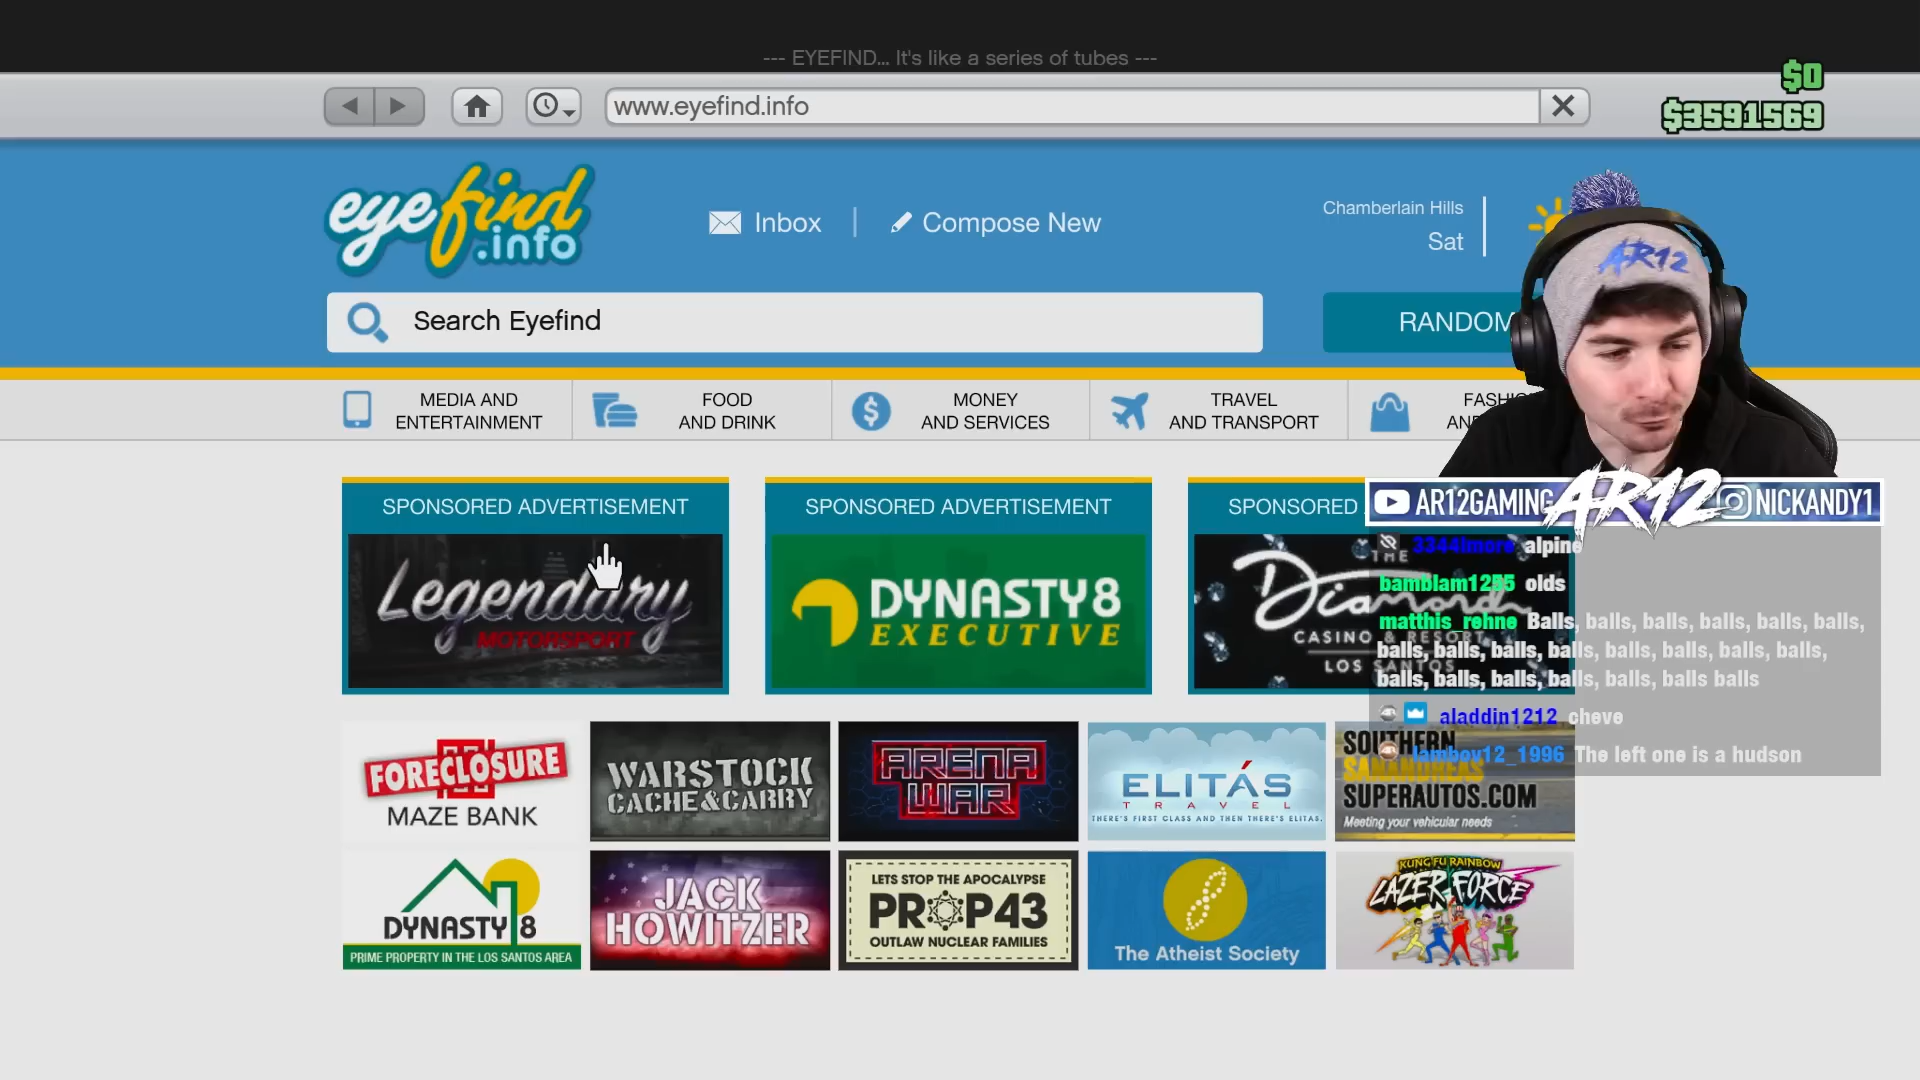 --- EYEFIND... It's like a series of tubes ---
$0
$3591569
www.eyefind.info
eyefind
.info
Inbox
Compose New
Chamberlain Hills
Sat
Search Eyefind
RANDOM
AR12
MEDIA AND
ENTERTAINMENT
FOOD
AND DRINK
MONEY
AND SERVICES
TRAVEL
AND TRANSPORT
SPONSORED ADVERTISEMENT
Legendary
MOTORSPORT
SPONSORED ADVERTISEMENT
DYNASTY 8
EXECUTIVE
SPONSORED
THE
Diamond
CASINO & RESORT
LOS SANTOS
AR12GAMING
AR12
NICKANDY1
3344lmore alpine
bamblam1255 olds
matthis_rehne Balls, balls, balls, balls, balls, balls,
balls, balls, balls, balls, balls, balls, balls, balls,
balls, balls, balls, balls, balls, balls balls
aladdin1212 cheve
lamboy12_1996 The left one is a hudson
FORECLOSURE
MAZE BANK
WARSTOCK
CACHE&CARRY
ARENA
WAR
ELITÁS
TRAVEL
THERE'S FIRST CLASS AND THEN THERE'S ELITAS.
SOUTHERN
SAN ANDREAS
SUPERAUTOS.COM
Meeting your vehicular needs
DYNASTY 8
PRIME PROPERTY IN THE LOS SANTOS AREA
JACK
HOWITZER
LETS STOP THE APOCALYPSE
PROP43
OUTLAW NUCLEAR FAMILIES
The Atheist Society
KUNG FU RAINBOW
LAZER FORCE